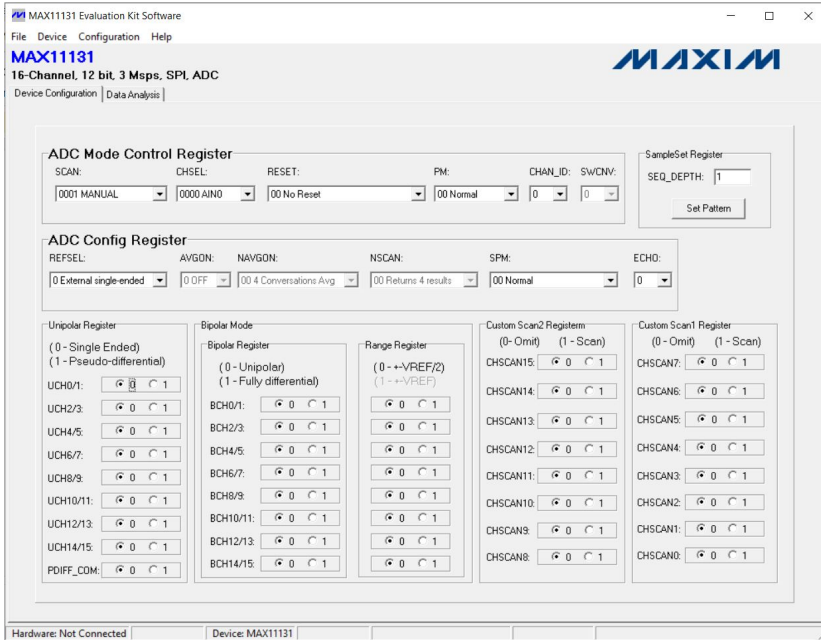 MAX11131 Evaluation Kit Software
File Device Configuration Help
MAX11131
16-Channel, 12 bit, 3 Msps, SPI, ADC
MAXIM
Device Configuration Data Analysis
ADC Mode Control Register
SCAN: CHSEL: RESET: PM: CHAN_ID: SWCNV:
0001 MANUAL 0000 AIN0 00 No Reset 00 Normal 0 0
SampleSet Register
SEQ_DEPTH: 1
Set Pattern
ADC Config Register
REFSEL: AVGON: NAVGON: NSCAN: SPM: ECHO:
0 External single-ended 0 OFF 00 4 Conversations Avg 00 Returns 4 results 00 Normal 0
Unipolar Register
(0 - Single Ended)
(1 - Pseudo-differential)
UCH0/1: 0 1
UCH2/3: 0 1
UCH4/5: 0 1
UCH6/7: 0 1
UCH8/9: 0 1
UCH10/11: 0 1
UCH12/13: 0 1
UCH14/15: 0 1
PDIFF_COM: 0 1
Bipolar Mode
Bipolar Register
(0 - Unipolar)
(1 - Fully differential)
BCH0/1: 0 1
BCH2/3: 0 1
BCH4/5: 0 1
BCH6/7: 0 1
BCH8/9: 0 1
BCH10/11: 0 1
BCH12/13: 0 1
BCH14/15: 0 1
Range Register
(0 - +-VREF/2)
(1 - +-VREF)
0 1
0 1
0 1
0 1
0 1
0 1
0 1
0 1
Custom Scan2 Registerm
(0- Omit) (1 - Scan)
CHSCAN15: 0 1
CHSCAN14: 0 1
CHSCAN13: 0 1
CHSCAN12: 0 1
CHSCAN11: 0 1
CHSCAN10: 0 1
CHSCAN9: 0 1
CHSCAN8: 0 1
Custom Scan1 Register
(0 - Omit) (1 - Scan)
CHSCAN7: 0 1
CHSCAN6: 0 1
CHSCAN5: 0 1
CHSCAN4: 0 1
CHSCAN3: 0 1
CHSCAN2: 0 1
CHSCAN1: 0 1
CHSCAN0: 0 1
Hardware: Not Connected Device: MAX11131